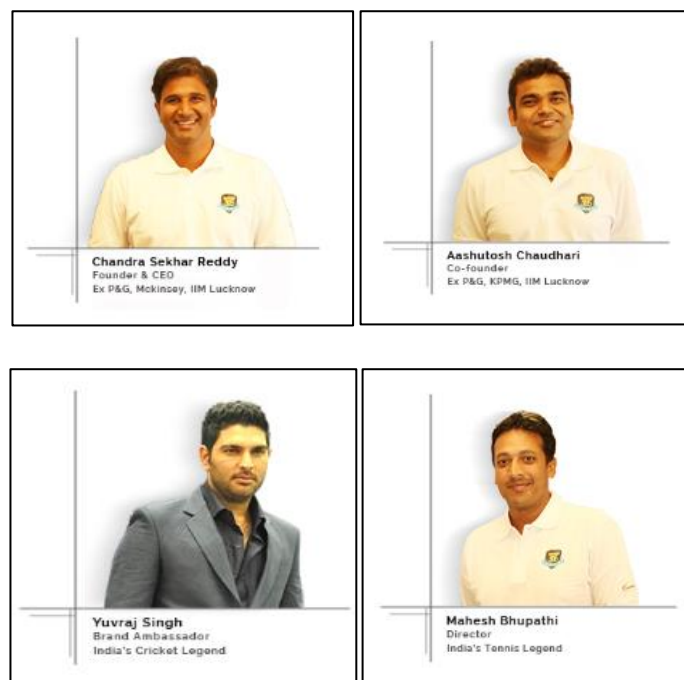 Chandra Sekhar Reddy
Founder & CEO
Ex P&G, Mckinsey, IIM Lucknow
Aashutosh Chaudhari
Co-founder
Ex P&G, KPMG, IIM Lucknow
Yuvraj Singh
Brand Ambassador
India's Cricket Legend
Mahesh Bhupathi
Director
India's Tennis Legend